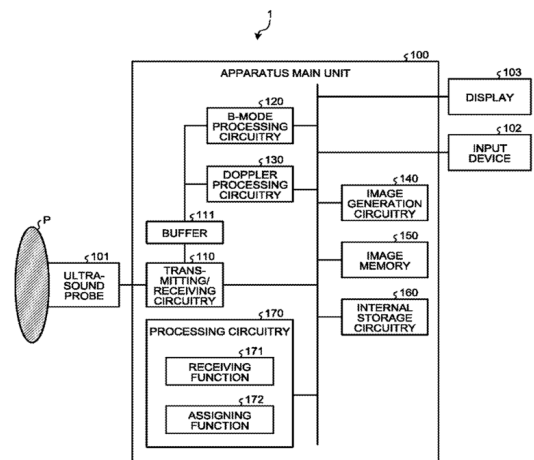 1
100
APPARATUS MAIN UNIT
103
DISPLAY
120
B-MODE
PROCESSING
CIRCUITRY
102
INPUT
DEVICE
130
DOPPLER
PROCESSING
CIRCUITRY
140
IMAGE
GENERATION
CIRCUITRY
P
111
BUFFER
101
ULTRA-
SOUND
PROBE
110
TRANS-
MITTING/
RECEIVING
CIRCUITRY
150
IMAGE
MEMORY
160
INTERNAL
STORAGE
CIRCUITRY
170
PROCESSING CIRCUITRY
171
RECEIVING
FUNCTION
172
ASSIGNING
FUNCTION